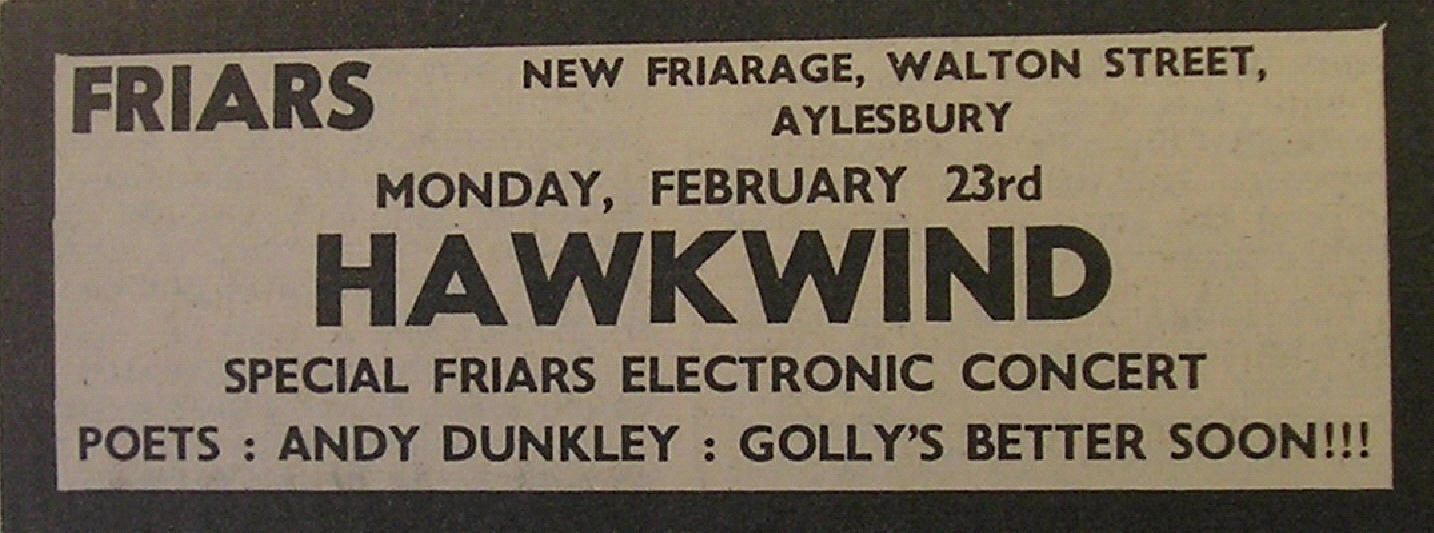 FRIARS
NEW FRIARAGE, WALTON STREET,
AYLESBURY
MONDAY, FEBRUARY 23rd
HAWKWIND
SPECIAL FRIARS ELECTRONIC CONCERT
POETS : ANDY DUNKLEY : GOLLY'S BETTER SOON!!!